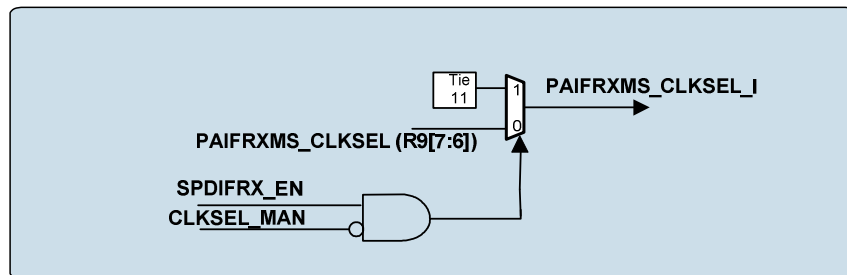 Tie
11
1
PAIFRXMS_CLKSEL_I
0
PAIFRXMS_CLKSEL (R9[7:6])
SPDIFRX_EN
CLKSEL_MAN